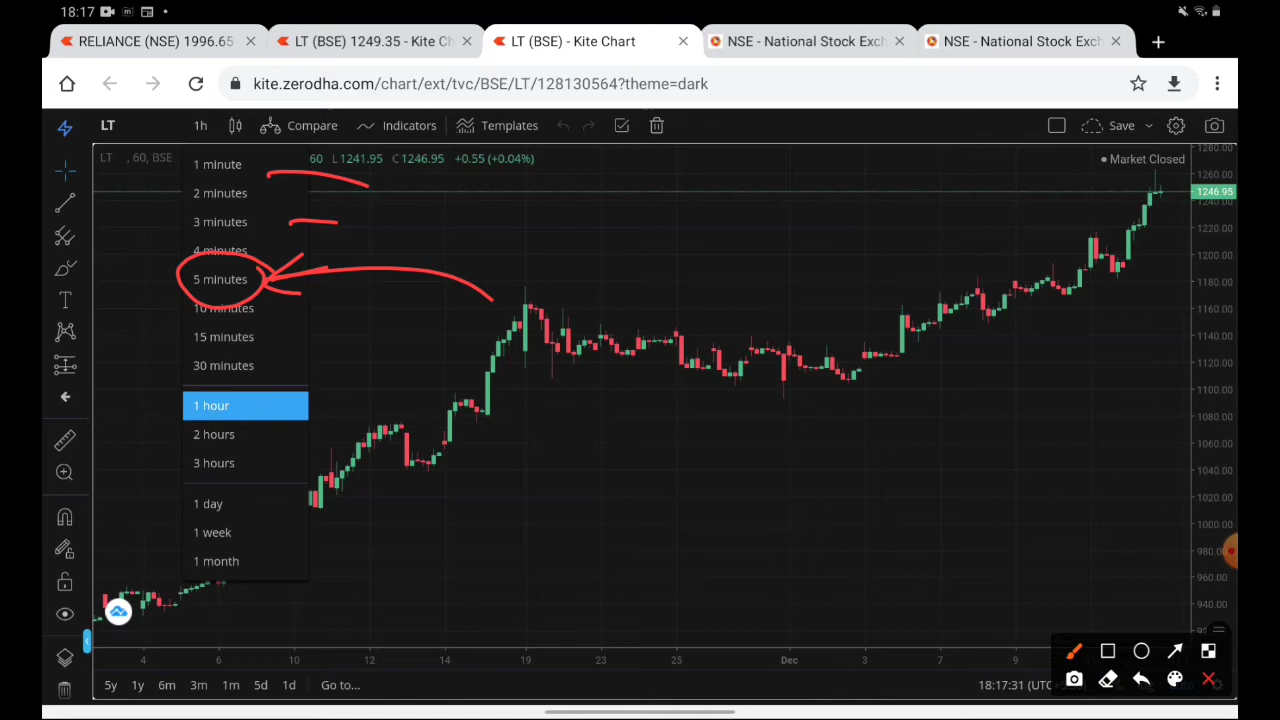 18:17
RELIANCE (NSE) 1996.65
LT (BSE) 1249.35 - Kite Ch
LT (BSE) - Kite Chart
NSE - National Stock Exch
NSE - National Stock Exch
kite.zerodha.com/chart/ext/tvc/BSE/LT/128130564?theme=dark
LT 1h Compare Indicators Templates Save
LT , 60, BSE 60 L1241.95 C1246.95 +0.55 (+0.04%)
Market Closed
1 minute
2 minutes
3 minutes
4 minutes
5 minutes
10 minutes
15 minutes
30 minutes
1 hour
2 hours
3 hours
1 day
1 week
1 month
1280.00
1260.00
1246.95
1240.00
1220.00
1200.00
1180.00
1160.00
1140.00
1120.00
1100.00
1080.00
1060.00
1040.00
1020.00
1000.00
980.00
960.00
940.00
4 6 10 12 14 19 23 25 Dec 3 7 9
5y 1y 6m 3m 1m 5d 1d Go to...
18:17:31 (UTC+